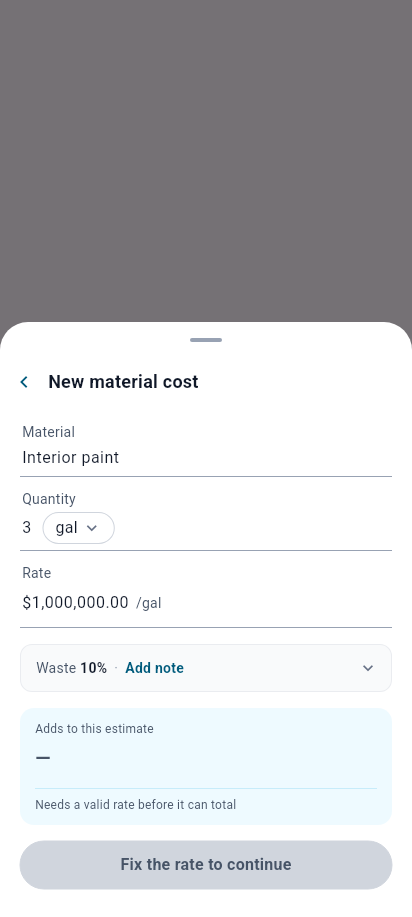 New material cost
Material
Interior paint
Quantity
3 gal
Rate
$1,000,000.00 /gal
Waste 10% · Add note
Adds to this estimate
—
Needs a valid rate before it can total
Fix the rate to continue